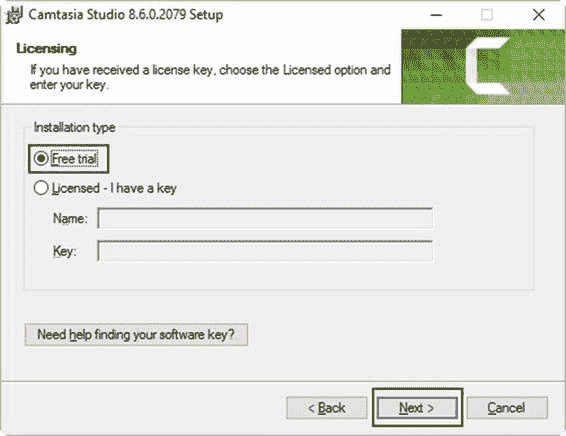 Camtasia Studio 8.6.0.2079 Setup
Licensing
If you have received a license key, choose the Licensed option and
enter your key.
Installation type
Free trial
Licensed - I have a key
Name:
Key:
Need help finding your software key?
< Back
Next >
Cancel